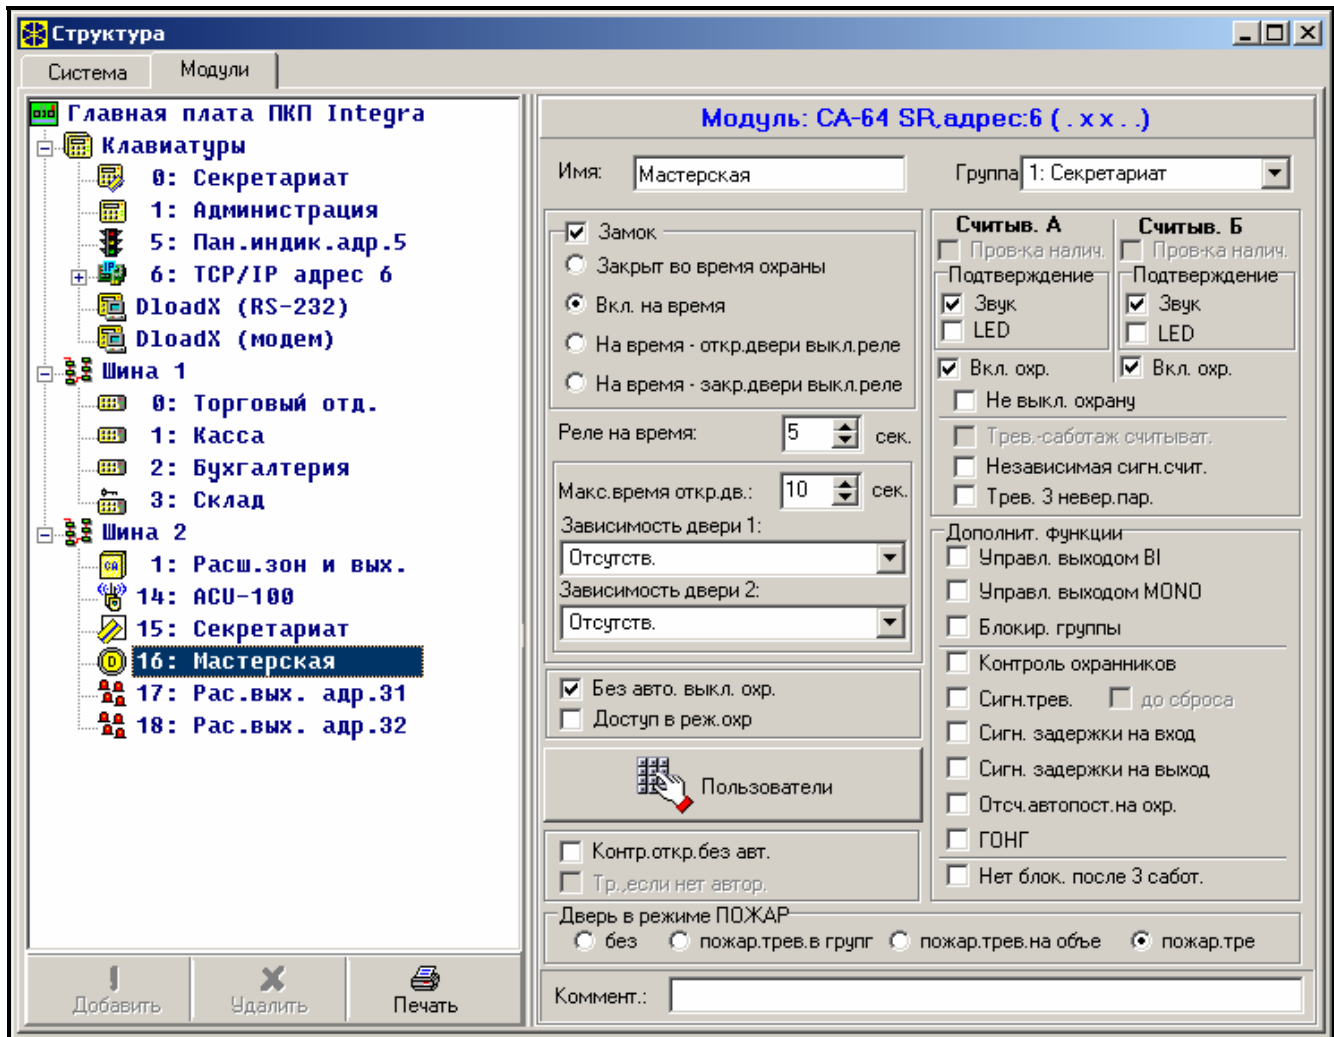 Структура
Система
Модули
Главная плата ПКП Integra
Клавиатуры
0: Секретариат
1: Администрация
5: Пан.индик.адр.5
6: TCP/IP адрес 6
DloadX (RS-232)
DloadX (модем)
Шина 1
0: Торговый отд.
1: Касса
2: Бухгалтерия
3: Склад
Шина 2
1: Расш.зон и вых.
14: ACU-100
15: Секретариат
16: Мастерская
17: Рас.вых. адр.31
18: Рас.вых. адр.32
Добавить
Удалить
Печать
Модуль: CA-64 SR,адрес:6 ( . x x . .)
Имя:
Мастерская
Группа
1: Секретариат
Замок
Закрыт во время охраны
Вкл. на время
На время - откр.двери выкл.реле
На время - закр.двери выкл.реле
Реле на время:
5
сек.
Макс.время откр.дв.:
10
сек.
Зависимость двери 1:
Отсутств.
Зависимость двери 2:
Отсутств.
Без авто. выкл. охр.
Доступ в реж.охр
Пользователи
Контр.откр.без авт.
Тр.,если нет автор.
Считыв. А
Считыв. Б
Пров-ка налич.
Пров-ка налич.
Подтверждение
Подтверждение
Звук
Звук
LED
LED
Вкл. охр.
Вкл. охр.
Не выкл. охрану
Трев.-саботаж считыват.
Независимая сигн.счит.
Трев. 3 невер.пар.
Дополнит. функции
Управл. выходом BI
Управл. выходом MONO
Блокир. группы
Контроль охранников
Сигн.трев.
до сброса
Сигн. задержки на вход
Сигн. задержки на выход
Отсч.автопост.на охр.
ГОНГ
Нет блок. после 3 сабот.
Дверь в режиме ПОЖАР
без
пожар.трев.в групг
пожар.трев.на объе
пожар.тре
Коммент.: